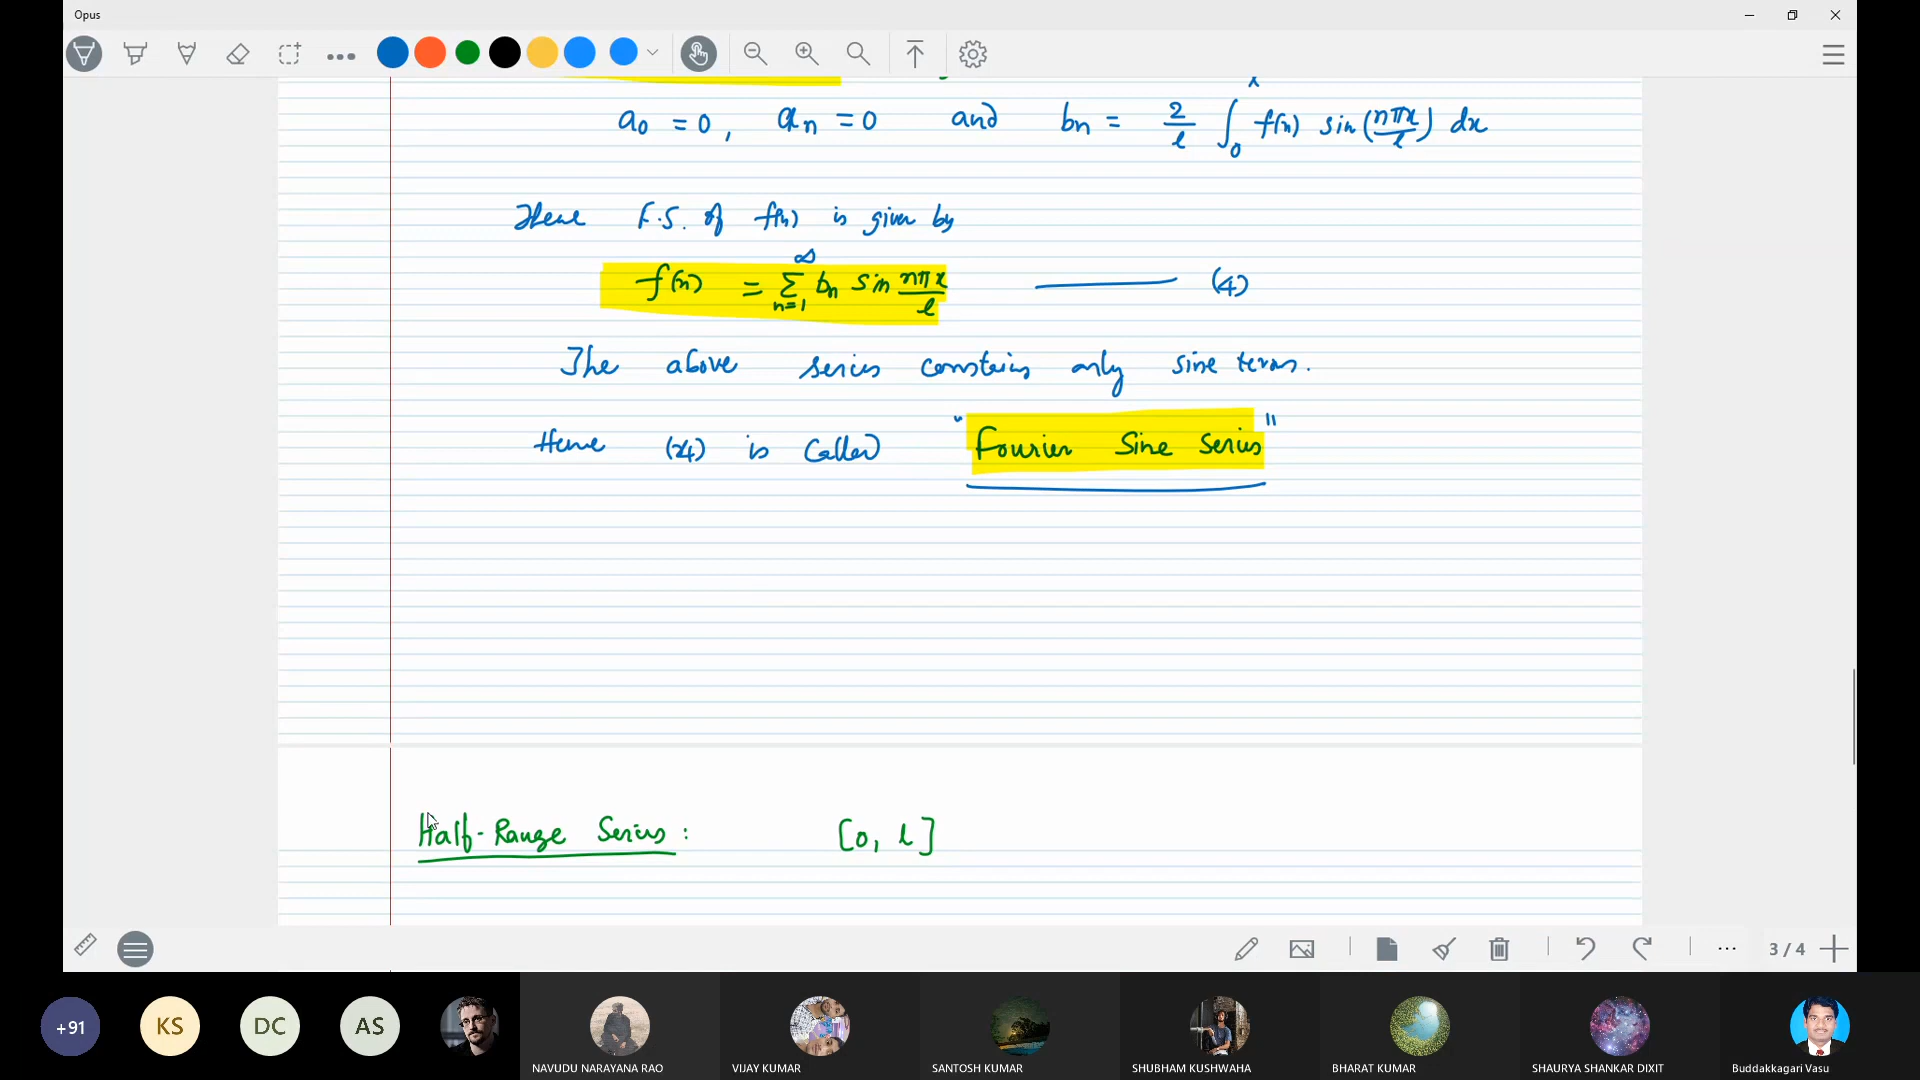 Opus
a0 = 0, an = 0 and bn = 2/l ∫0 f(x) sin(nπx/l) dx
Hence F.S. of f(x) is given by
f(x) = ∑n=1∞ bn sin nπx/l ——— (4)
The above series constains only sine terms.
Hence (4) is called "Fourier Sine Series"
Half-Range Series: [0, l]
3 / 4
+91 KS DC AS
NAVUDU NARAYANA RAO VIJAY KUMAR SANTOSH KUMAR SHUBHAM KUSHWAHA BHARAT KUMAR SHAURYA SHANKAR DIXIT Buddakkagari Vasu